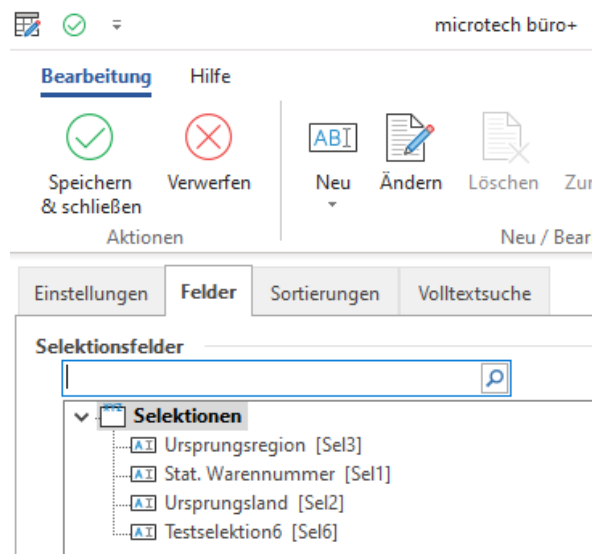 microtech büro+
Bearbeitung Hilfe
Speichern & schließen
Verwerfen
Neu
Ändern
Löschen
Aktionen
Neu / Bear
Einstellungen Felder Sortierungen Volltextsuche
Selektionsfelder
Selektionen
Ursprungsregion [Sel3]
Stat. Warennummer [Sel1]
Ursprungsland [Sel2]
Testselektion6 [Sel6]